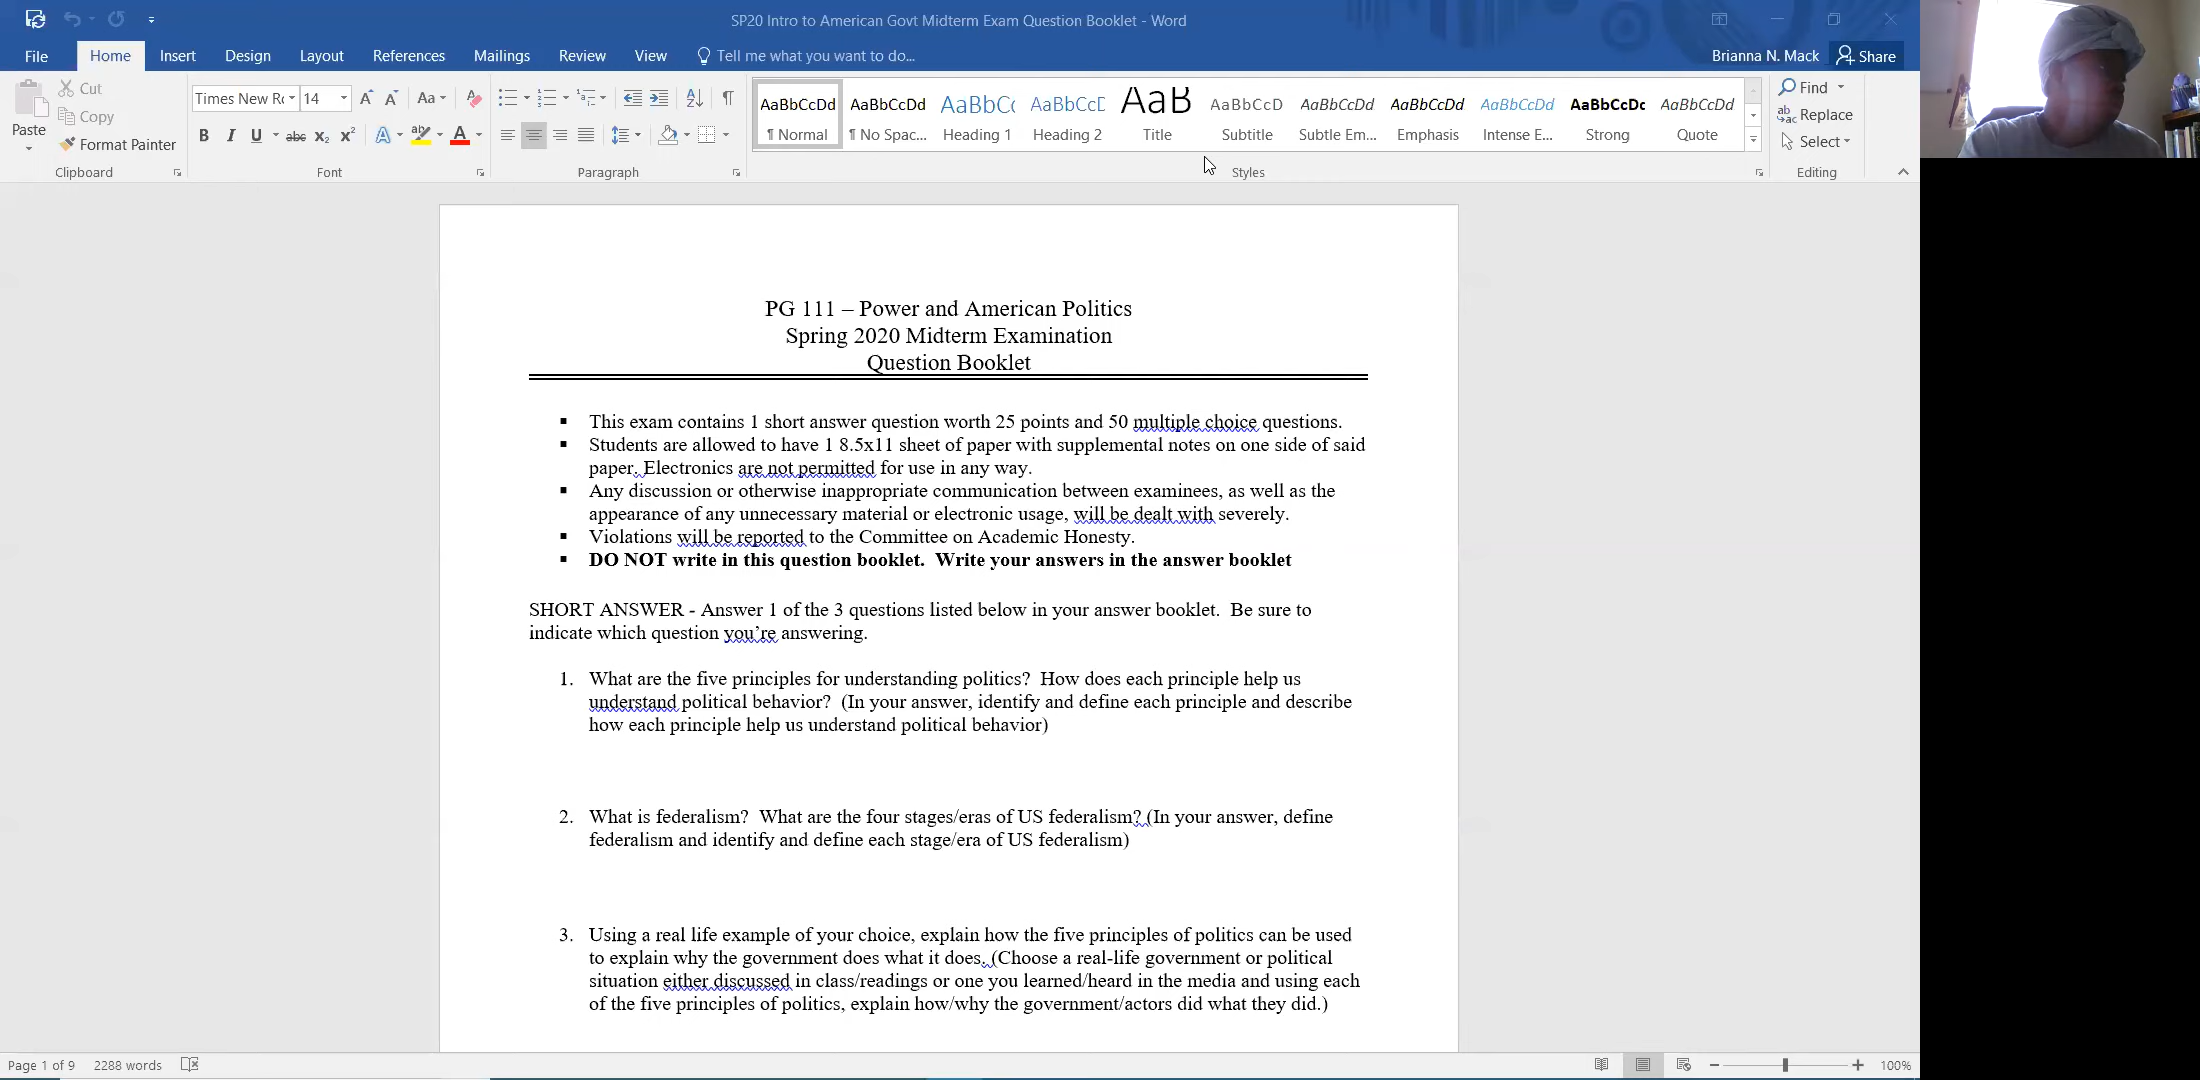 SP20 Intro to American Govt Midterm Exam Question Booklet - Word
File Home Insert Design Layout References Mailings Review View Tell me what you want to do... Brianna N. Mack Share
Paste
Cut
Copy
Format Painter
Clipboard
Times New Rc 14 Aa
B I U abc x₂ x² A ab A
Font
Paragraph
AaBbCcDd AaBbCcDd AaBbC AaBbCcE AaB AaBbCcD AaBbCcDd AaBbCcDd AaBbCcDd AaBbCcDc AaBbCcDd
¶ Normal ¶ No Spac... Heading 1 Heading 2 Title Subtitle Subtle Em... Emphasis Intense E... Strong Quote
Styles
Find
Replace
Select
Editing
PG 111 – Power and American Politics
Spring 2020 Midterm Examination
Question Booklet
▪ This exam contains 1 short answer question worth 25 points and 50 multiple choice questions.
▪ Students are allowed to have 1 8.5x11 sheet of paper with supplemental notes on one side of said
paper. Electronics are not permitted for use in any way.
▪ Any discussion or otherwise inappropriate communication between examinees, as well as the
appearance of any unnecessary material or electronic usage, will be dealt with severely.
▪ Violations will be reported to the Committee on Academic Honesty.
▪ DO NOT write in this question booklet.  Write your answers in the answer booklet
SHORT ANSWER - Answer 1 of the 3 questions listed below in your answer booklet.  Be sure to
indicate which question you’re answering.
1. What are the five principles for understanding politics?  How does each principle help us
understand political behavior?  (In your answer, identify and define each principle and describe
how each principle help us understand political behavior)
2. What is federalism?  What are the four stages/eras of US federalism? (In your answer, define
federalism and identify and define each stage/era of US federalism)
3. Using a real life example of your choice, explain how the five principles of politics can be used
to explain why the government does what it does. (Choose a real-life government or political
situation either discussed in class/readings or one you learned/heard in the media and using each
of the five principles of politics, explain how/why the government/actors did what they did.)
Page 1 of 9 2288 words 100%